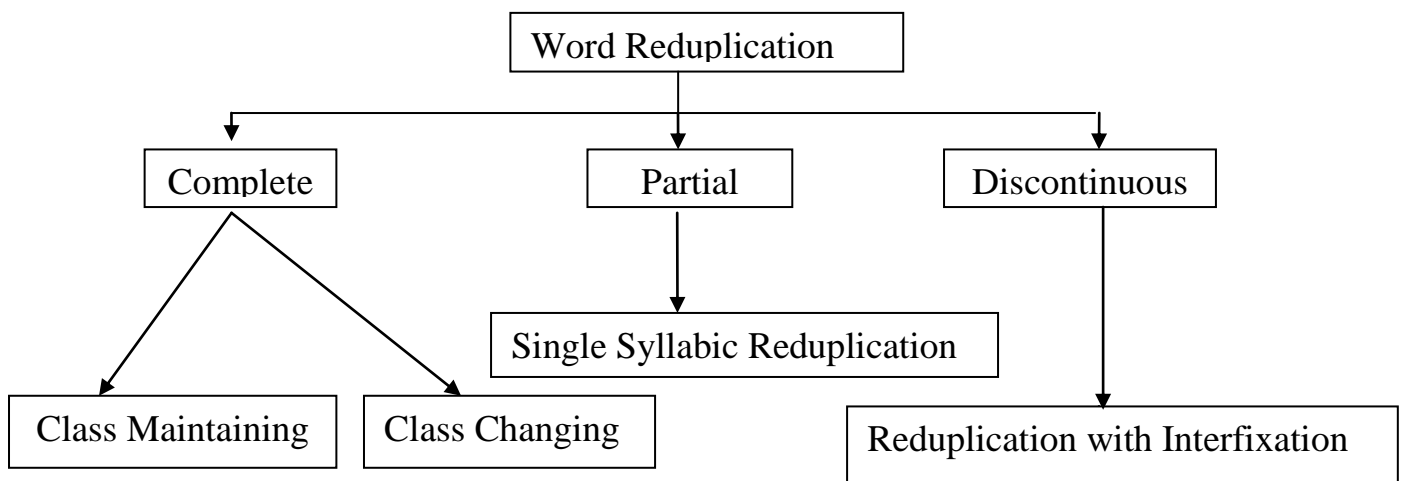 Word Reduplication
Complete
Partial
Discontinuous
Single Syllabic Reduplication
Class Maintaining
Class Changing
Reduplication with Interfixation